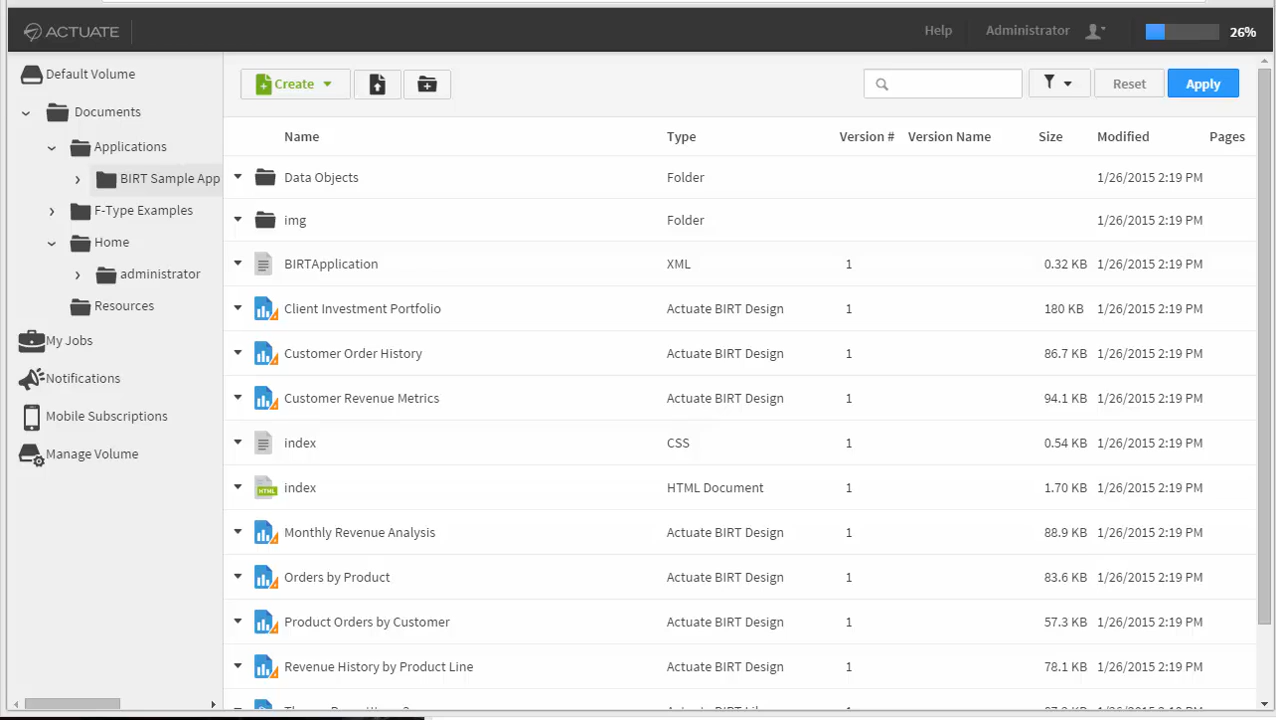 ACTUATE Help Administrator 26%
Default Volume
Documents
Applications
BIRT Sample App
F-Type Examples
Home
administrator
Resources
My Jobs
Notifications
Mobile Subscriptions
Manage Volume
Create Reset Apply
Name Type Version # Version Name Size Modified Pages
Data Objects Folder 1/26/2015 2:19 PM
img Folder 1/26/2015 2:19 PM
BIRTApplication XML 1 0.32 KB 1/26/2015 2:19 PM
Client Investment Portfolio Actuate BIRT Design 1 180 KB 1/26/2015 2:19 PM
Customer Order History Actuate BIRT Design 1 86.7 KB 1/26/2015 2:19 PM
Customer Revenue Metrics Actuate BIRT Design 1 94.1 KB 1/26/2015 2:19 PM
index CSS 1 0.54 KB 1/26/2015 2:19 PM
HTML index HTML Document 1 1.70 KB 1/26/2015 2:19 PM
Monthly Revenue Analysis Actuate BIRT Design 1 88.9 KB 1/26/2015 2:19 PM
Orders by Product Actuate BIRT Design 1 83.6 KB 1/26/2015 2:19 PM
Product Orders by Customer Actuate BIRT Design 1 57.3 KB 1/26/2015 2:19 PM
Revenue History by Product Line Actuate BIRT Design 1 78.1 KB 1/26/2015 2:19 PM